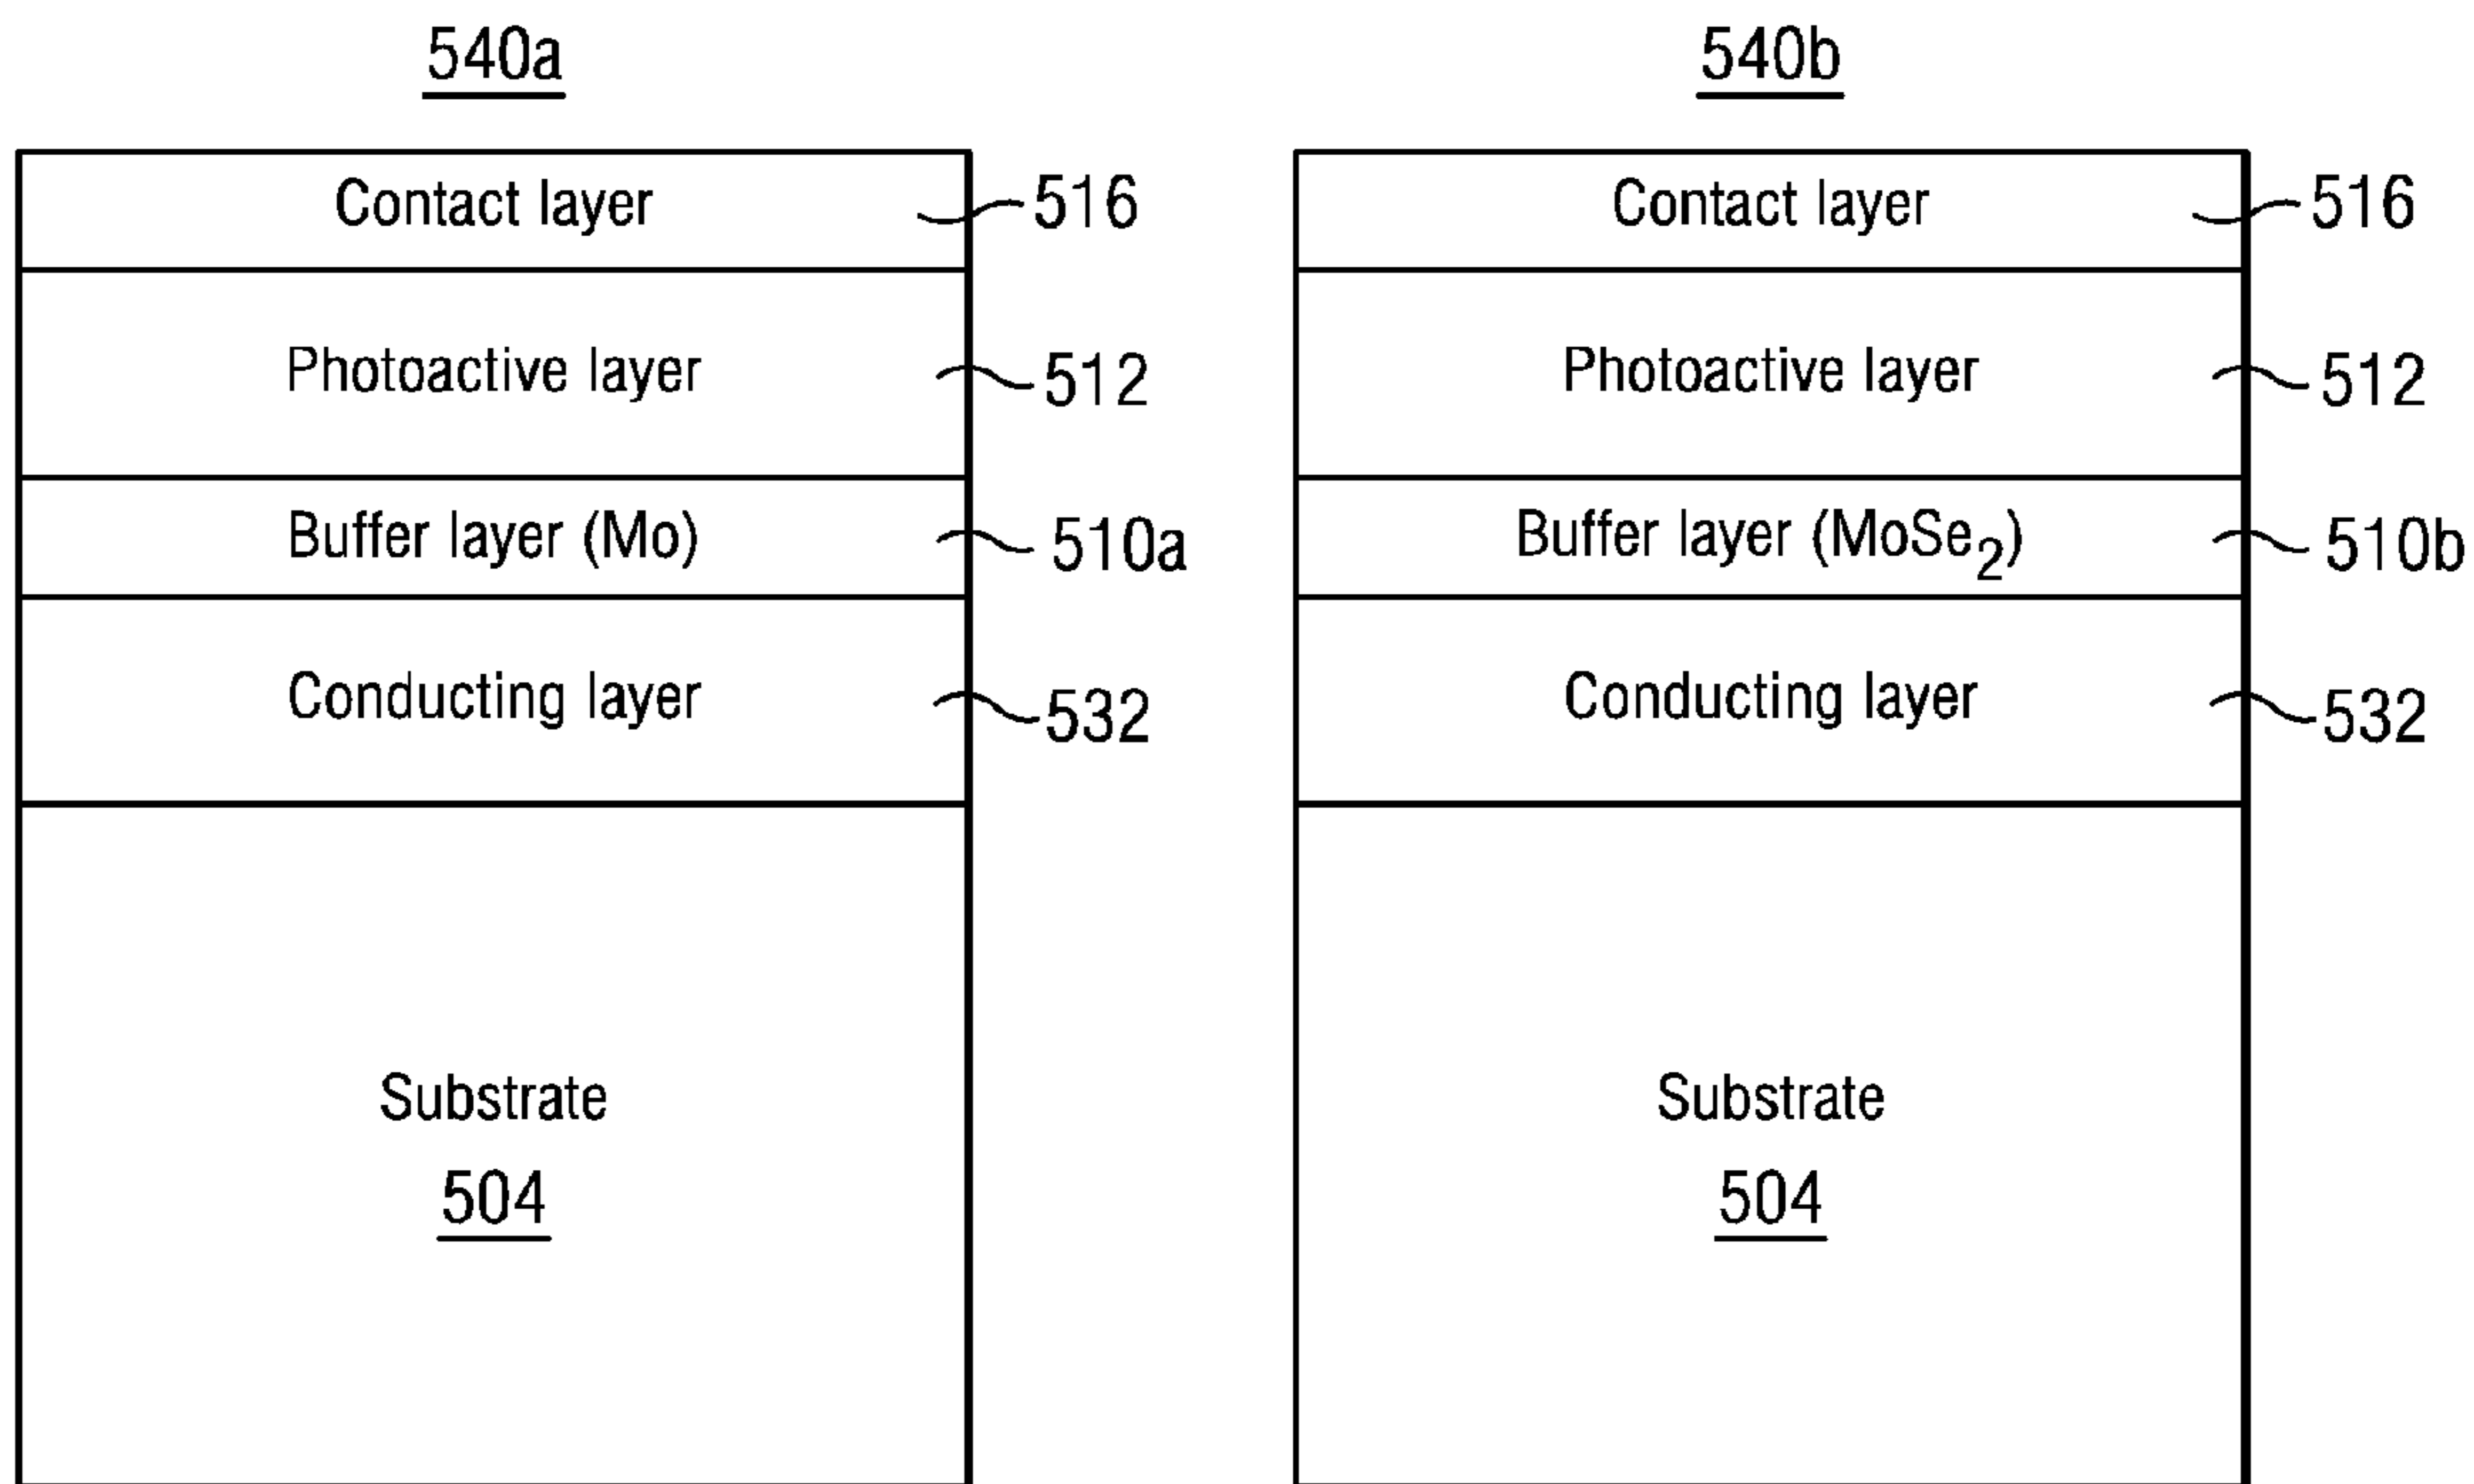 540a
Contact layer
516
Photoactive layer
512
Buffer layer (Mo)
510a
Conducting layer
532
Substrate
504
540b
Contact layer
516
Photoactive layer
512
Buffer layer (MoSe₂)
510b
Conducting layer
532
Substrate
504